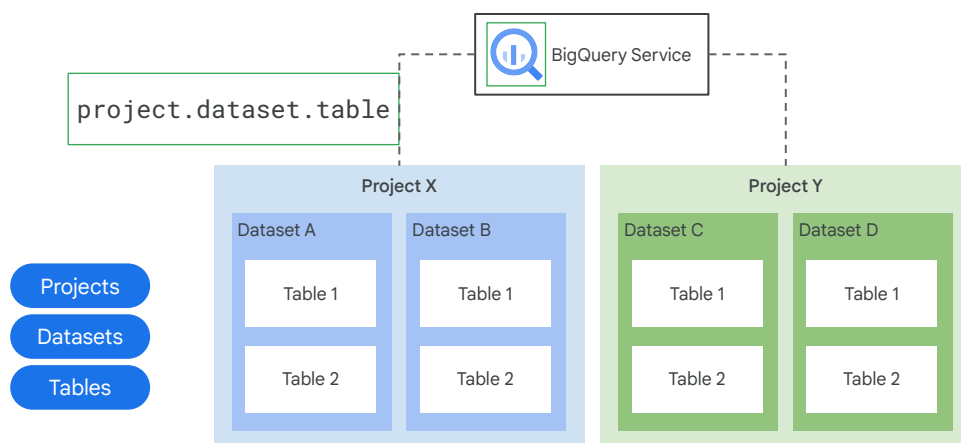 BigQuery Service
project.dataset.table
Project X
Dataset A
Table 1
Table 2
Dataset B
Table 1
Table 2
Project Y
Dataset C
Table 1
Table 2
Dataset D
Table 1
Table 2
Projects
Datasets
Tables